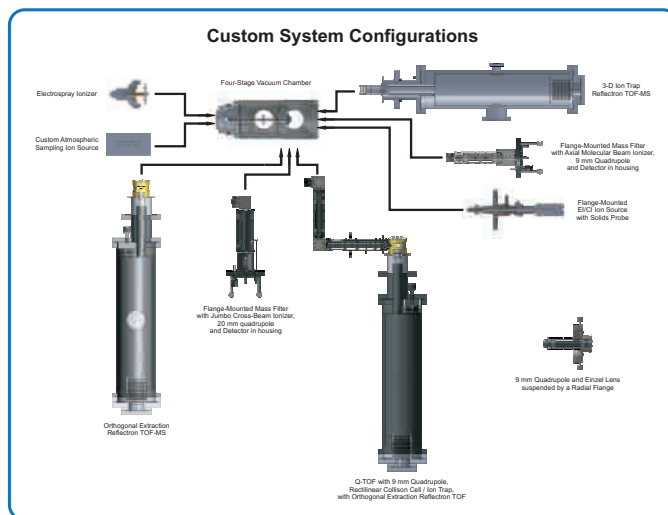 Custom System Configurations
Four-Stage Vacuum Chamber
Electrospray Ionizer
Custom Atmospheric
Sampling Ion Source
3-D Ion Trap
Reflectron TOF-MS
Flange-Mounted Mass Filter
with Axial Molecular Beam Ionizer,
9 mm Quadrupole
and Detector in housing
Flange-Mounted
EI/CI Ion Source
with Solids Probe
Flange-Mounted Mass Filter
with Jumbo Cross-Beam Ionizer,
20 mm quadrupole
and Detector in housing
9 mm Quadrupole and Einzel Lens
suspended by a Radial Flange
Orthogonal Extraction
Reflectron TOF-MS
Q-TOF with 9 mm Quadrupole,
Rectilinear Collison Cell / Ion Trap,
with Orthogonal Extraction Reflectron TOF